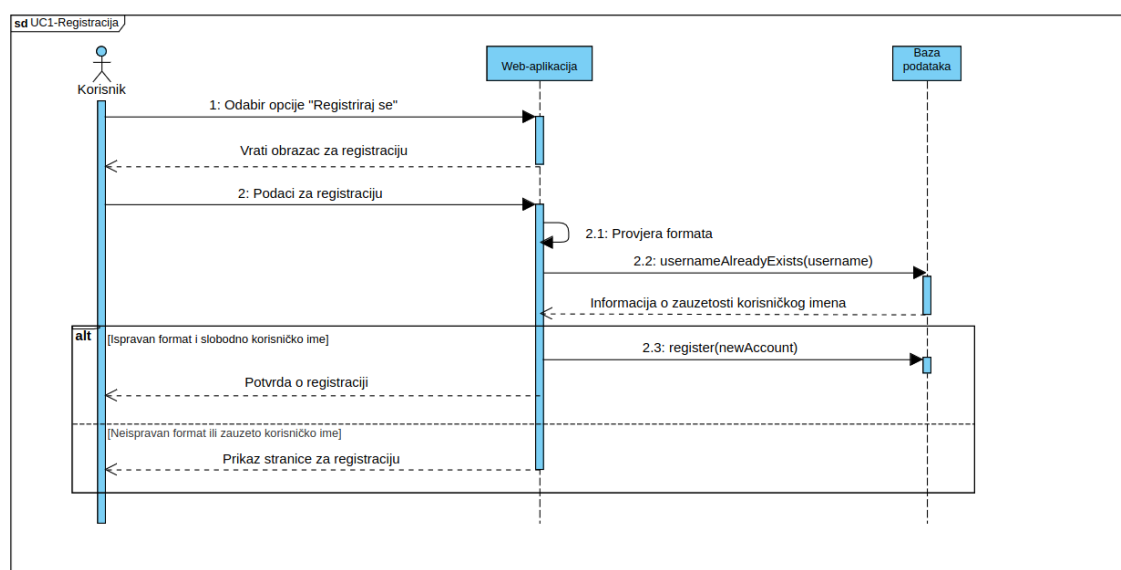 sd UC1-Registracija
Korisnik
Web-aplikacija
Baza
podataka
1: Odabir opcije "Registriraj se"
Vrati obrazac za registraciju
2: Podaci za registraciju
2.1: Provjera formata
2.2: usernameAlreadyExists(username)
Informacija o zauzetosti korisničkog imena
alt
[Ispravan format i slobodno korisničko ime]
2.3: register(newAccount)
Potvrda o registraciji
[Neispravan format ili zauzeto korisničko ime]
Prikaz stranice za registraciju